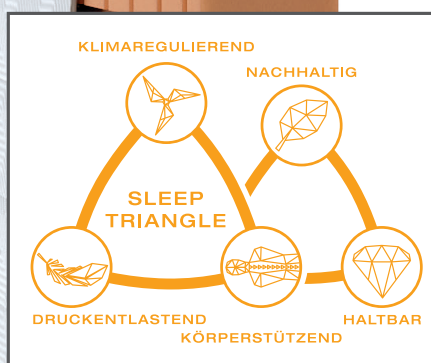 KLIMAREGULIEREND
NACHHALTIG
SLEEP
TRIANGLE
DRUCKENTLASTEND
HALTBAR
KÖRPERSTÜTZEND